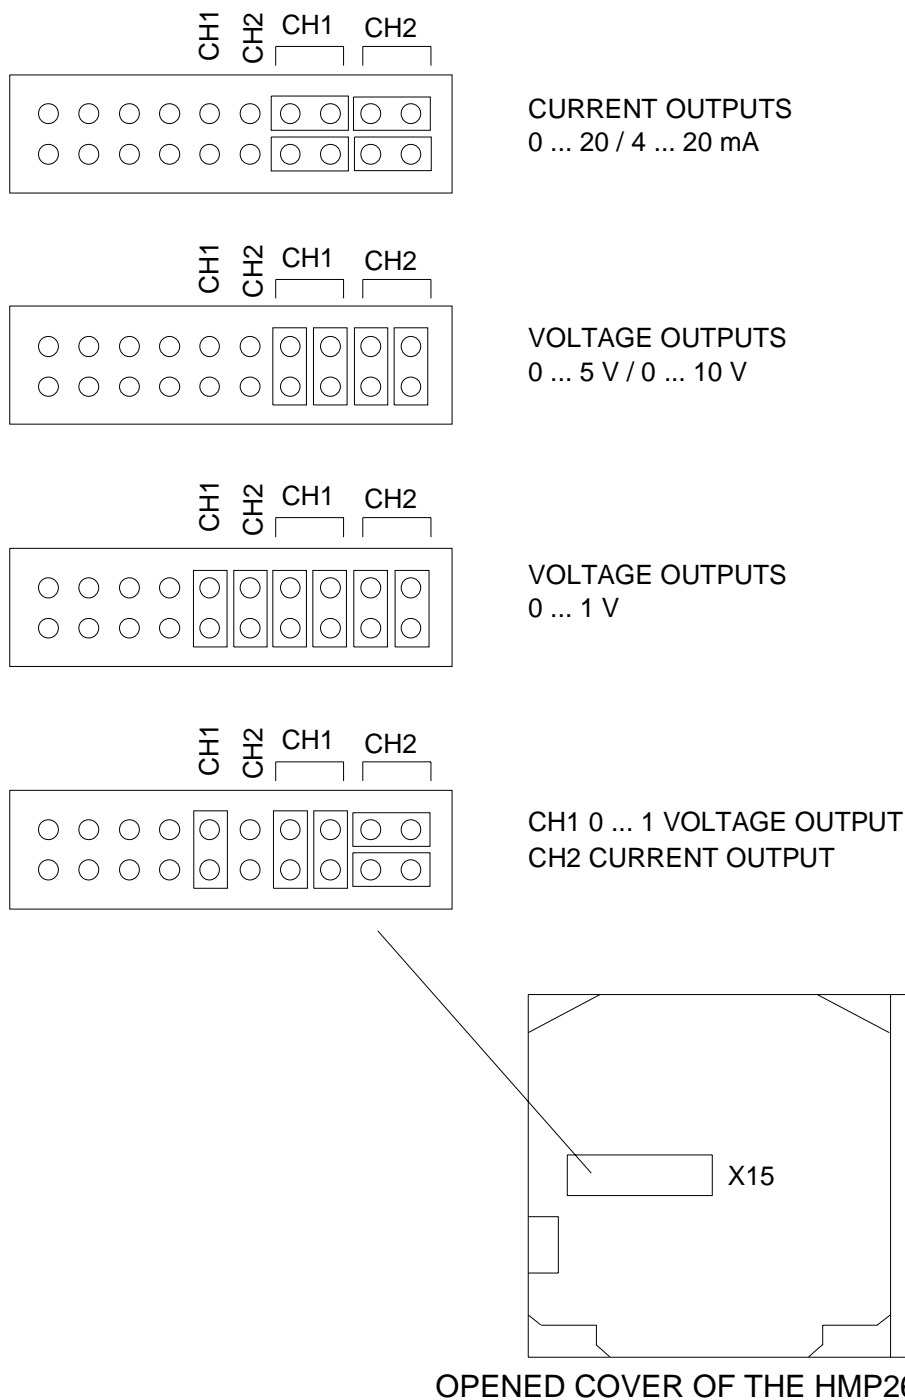 CH1 CH2 CH1 CH2
CURRENT OUTPUTS
0 ... 20 / 4 ... 20 mA
CH1 CH2 CH1 CH2
VOLTAGE OUTPUTS
0 ... 5 V / 0 ... 10 V
CH1 CH2 CH1 CH2
VOLTAGE OUTPUTS
0 ... 1 V
CH1 CH2 CH1 CH2
CH1 0 ... 1 VOLTAGE OUTPUT
CH2 CURRENT OUTPUT
X15
OPENED COVER OF THE